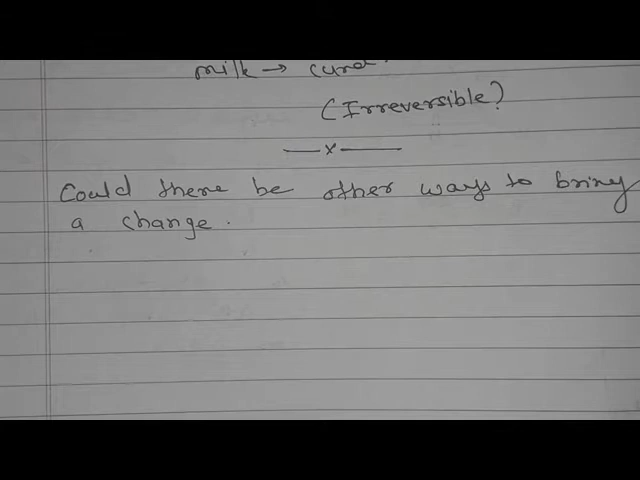 milk → curd.
(Irreversible?)
—x—
Could there be other ways to bring
a change.